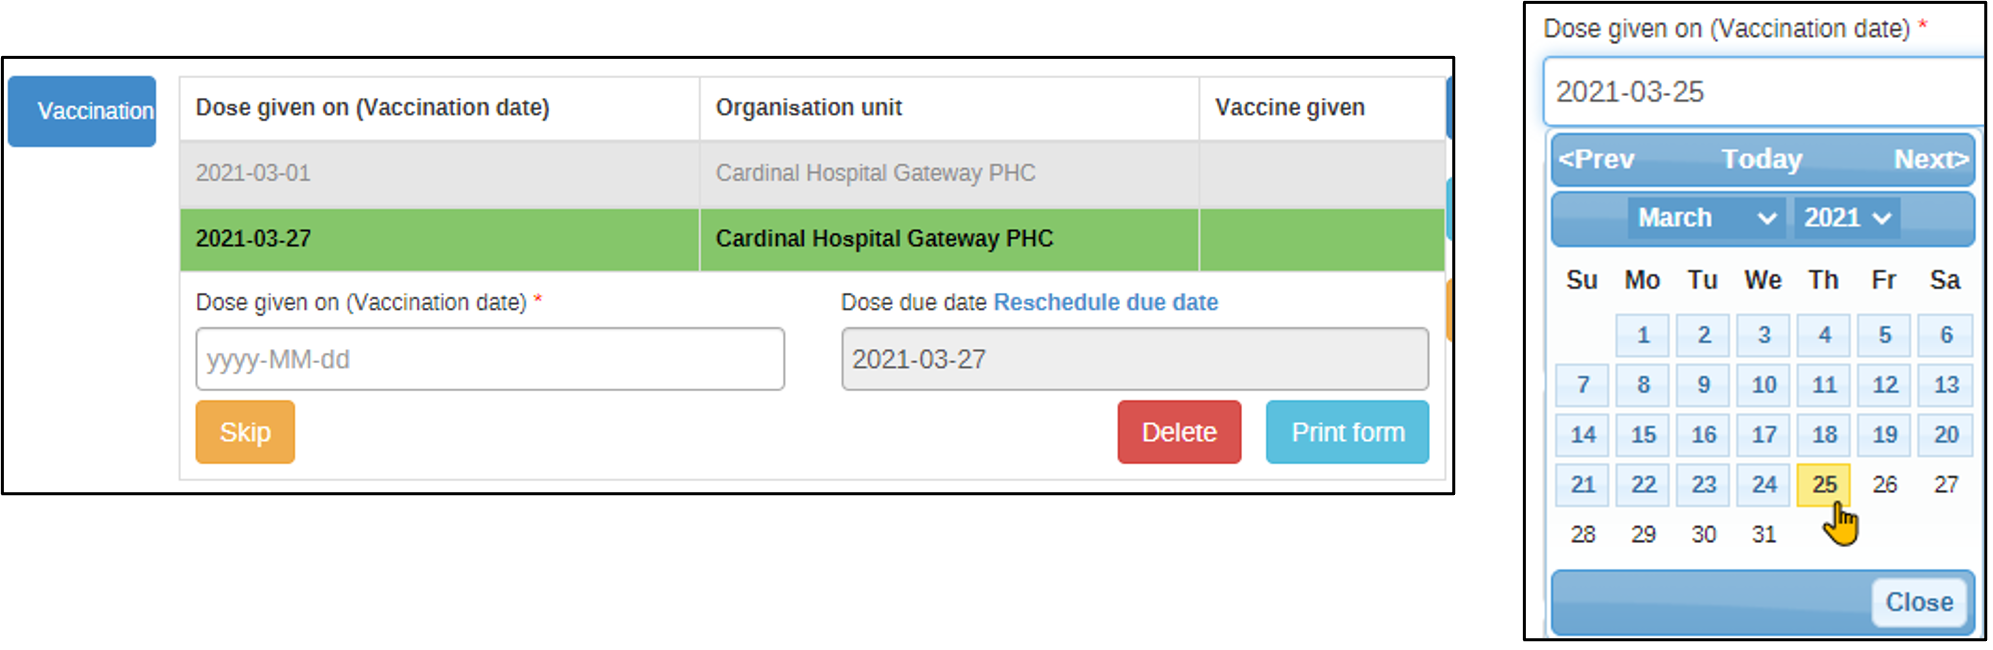 Vaccination
Dose given on (Vaccination date) Organisation unit Vaccine given
2021-03-01 Cardinal Hospital Gateway PHC
2021-03-27 Cardinal Hospital Gateway PHC
Dose given on (Vaccination date) * Dose due date Reschedule due date
yyyy-MM-dd 2021-03-27
Skip Delete Print form
Dose given on (Vaccination date) *
2021-03-25
<Prev Today Next>
March 2021
Su Mo Tu We Th Fr Sa
1 2 3 4 5 6
7 8 9 10 11 12 13
14 15 16 17 18 19 20
21 22 23 24 25 26 27
28 29 30 31
Close